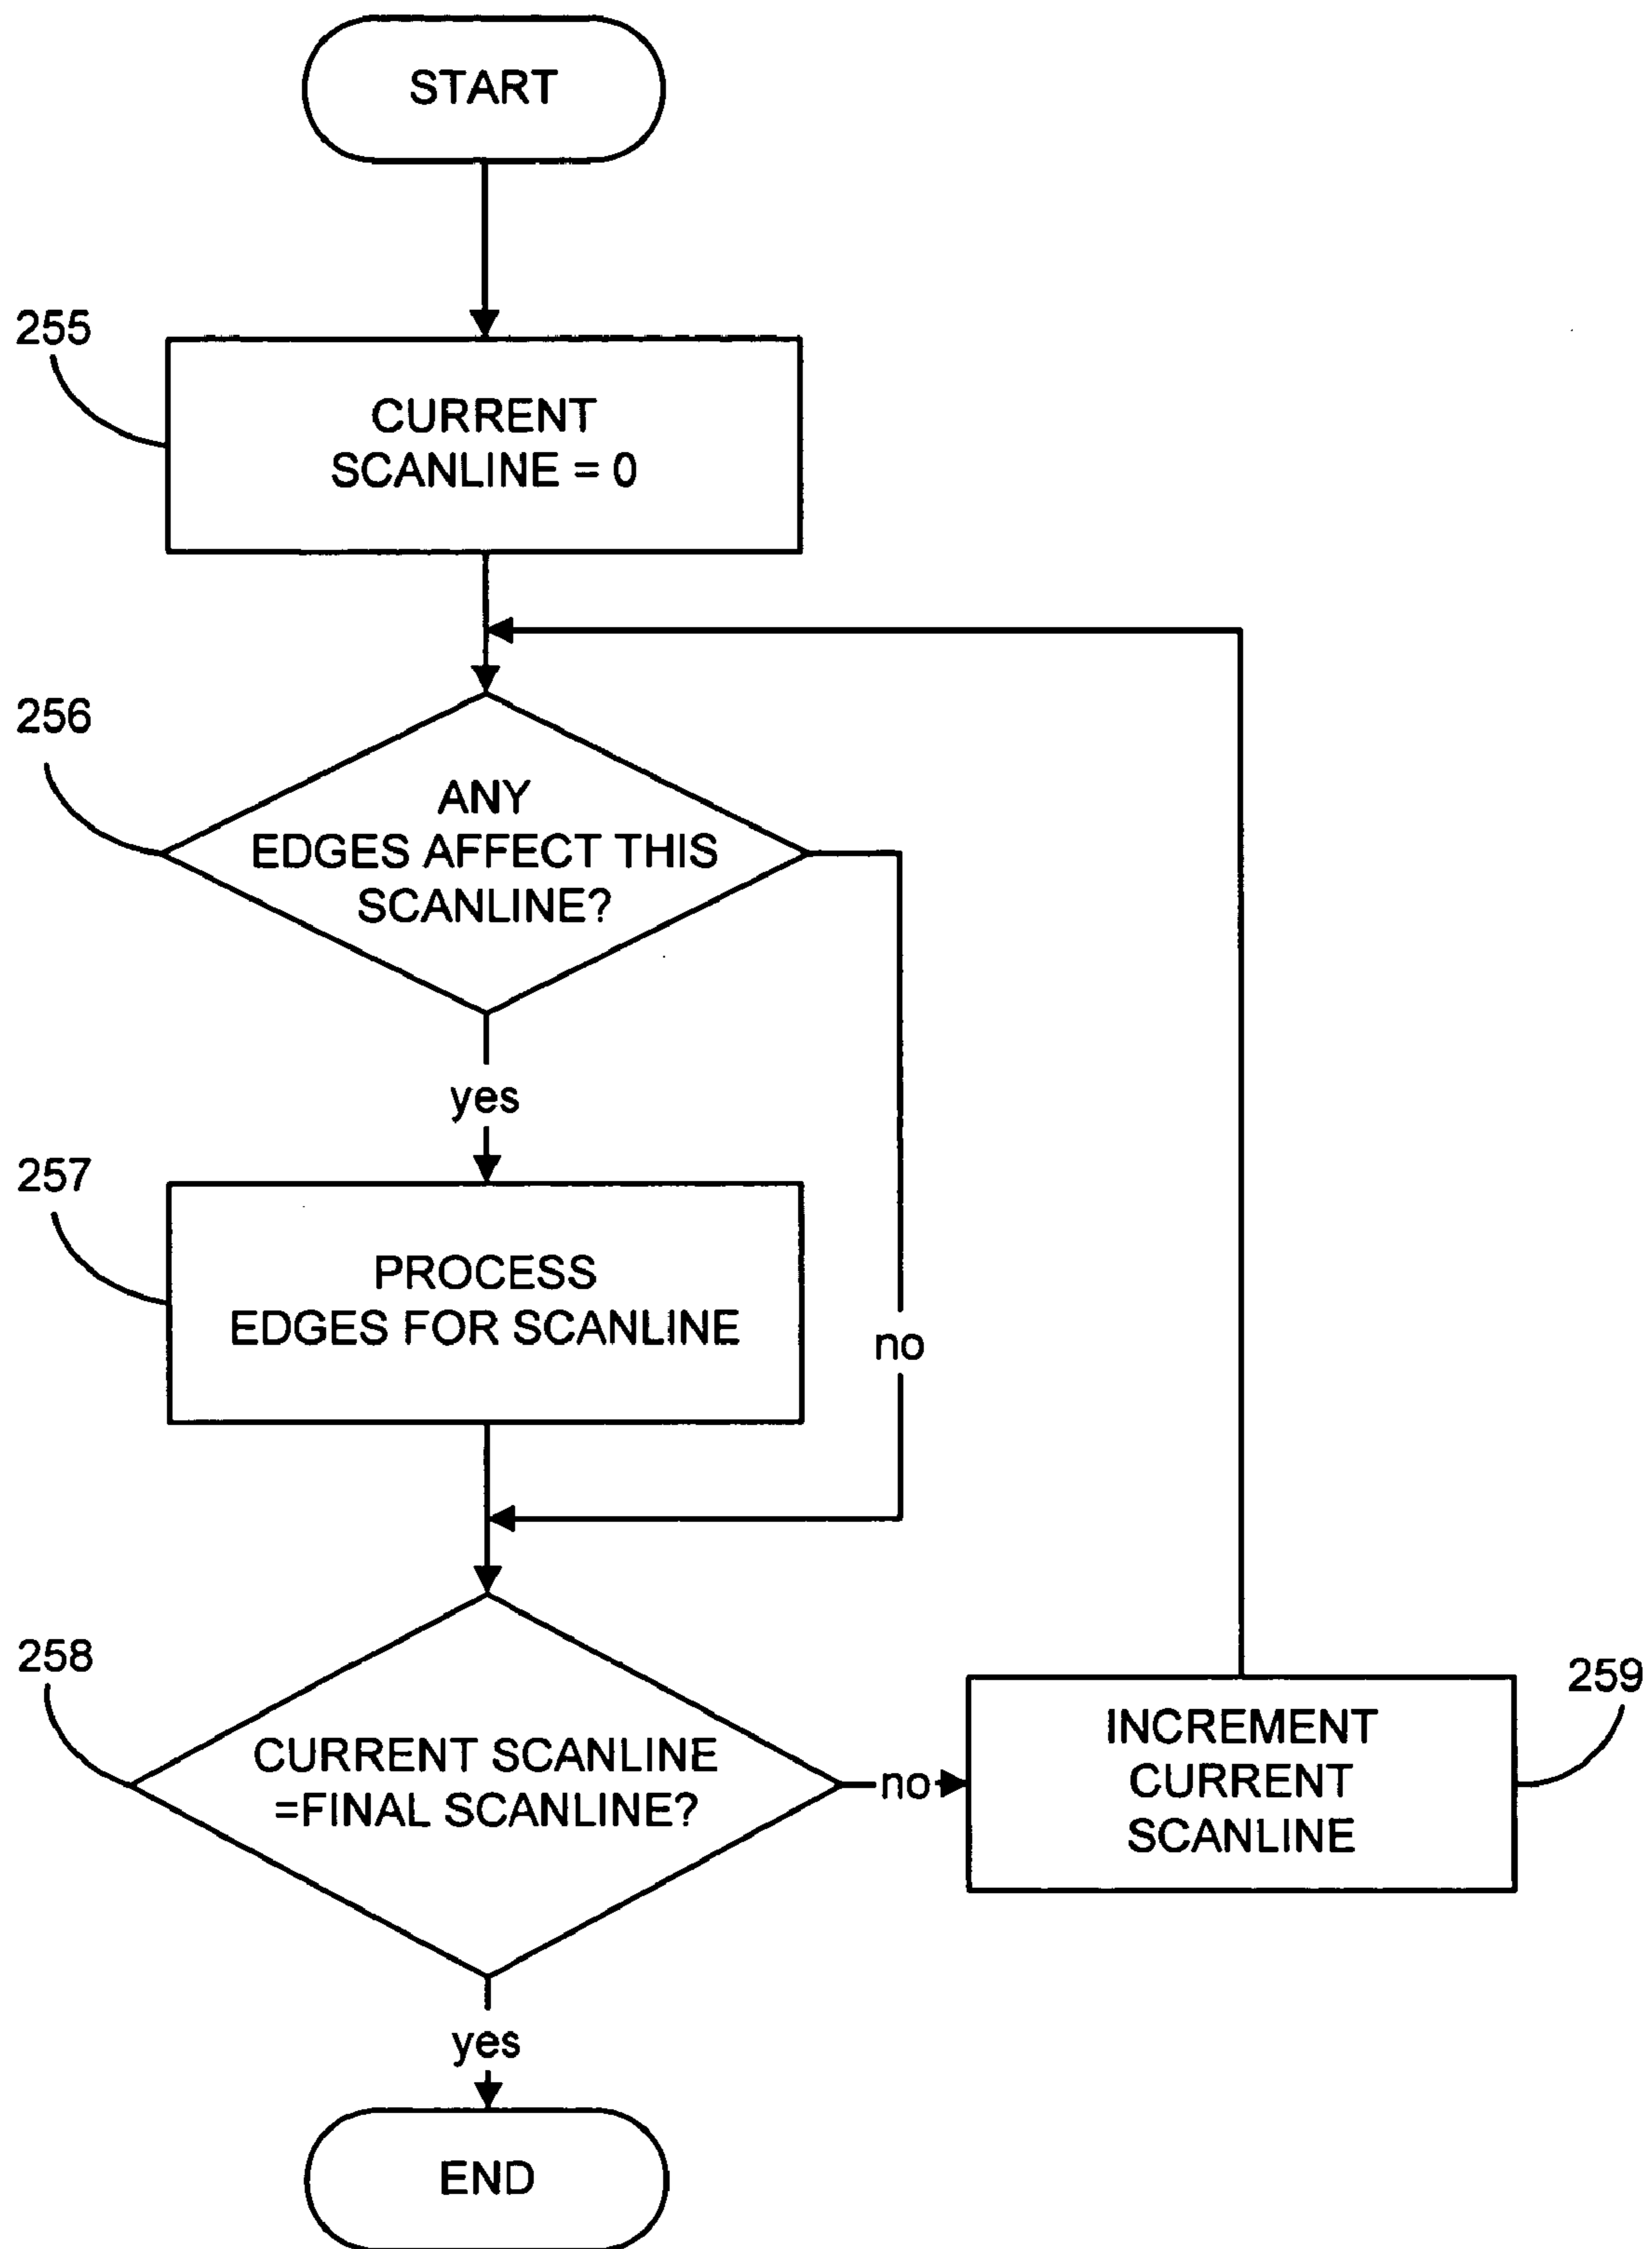 START
255
CURRENT
SCANLINE = 0
256
ANY
EDGES AFFECT THIS
SCANLINE?
yes
257
PROCESS
EDGES FOR SCANLINE
no
258
CURRENT SCANLINE
=FINAL SCANLINE?
no
259
INCREMENT
CURRENT
SCANLINE
yes
END